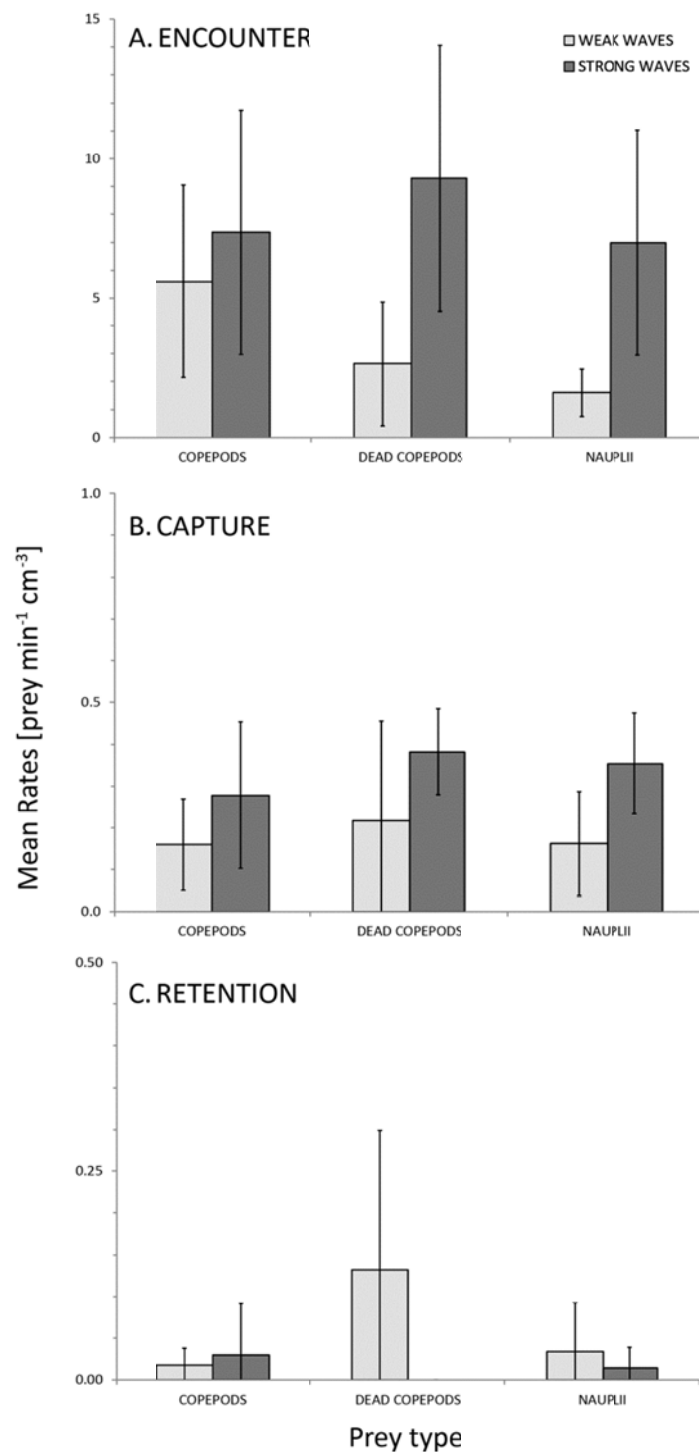 A. ENCOUNTER
WEAK WAVES
STRONG WAVES
15
10
5
0
COPEPODS DEAD COPEPODS NAUPLII
B. CAPTURE
1.0
0.5
0.0
COPEPODS DEAD COPEPODS NAUPLII
Mean Rates [prey min⁻¹ cm⁻³]
C. RETENTION
0.50
0.25
0.00
COPEPODS DEAD COPEPODS NAUPLII
Prey type